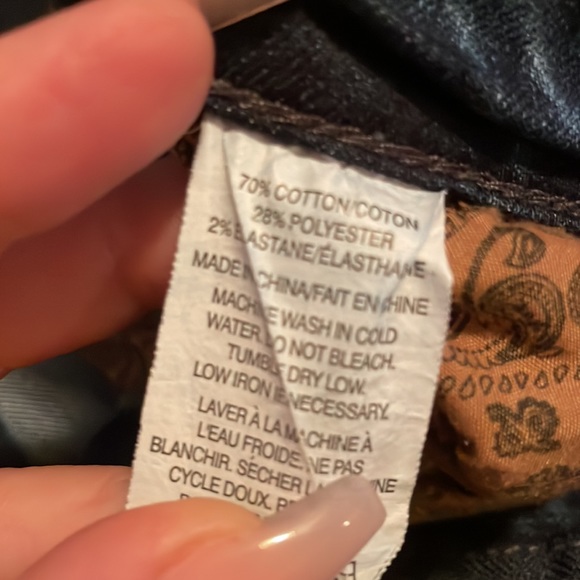 70% COTTON/COTON
28% POLYESTER
2% ELASTANE/ÉLASTHANE
MADE IN CHINA/FAIT EN CHINE
MACHINE WASH IN COLD
WATER. DO NOT BLEACH.
TUMBLE DRY LOW.
LOW IRON IF NECESSARY.
LAVER À LA MACHINE À
L'EAU FROIDE. NE PAS
BLANCHIR. SÉCHER
CYCLE DOUX.